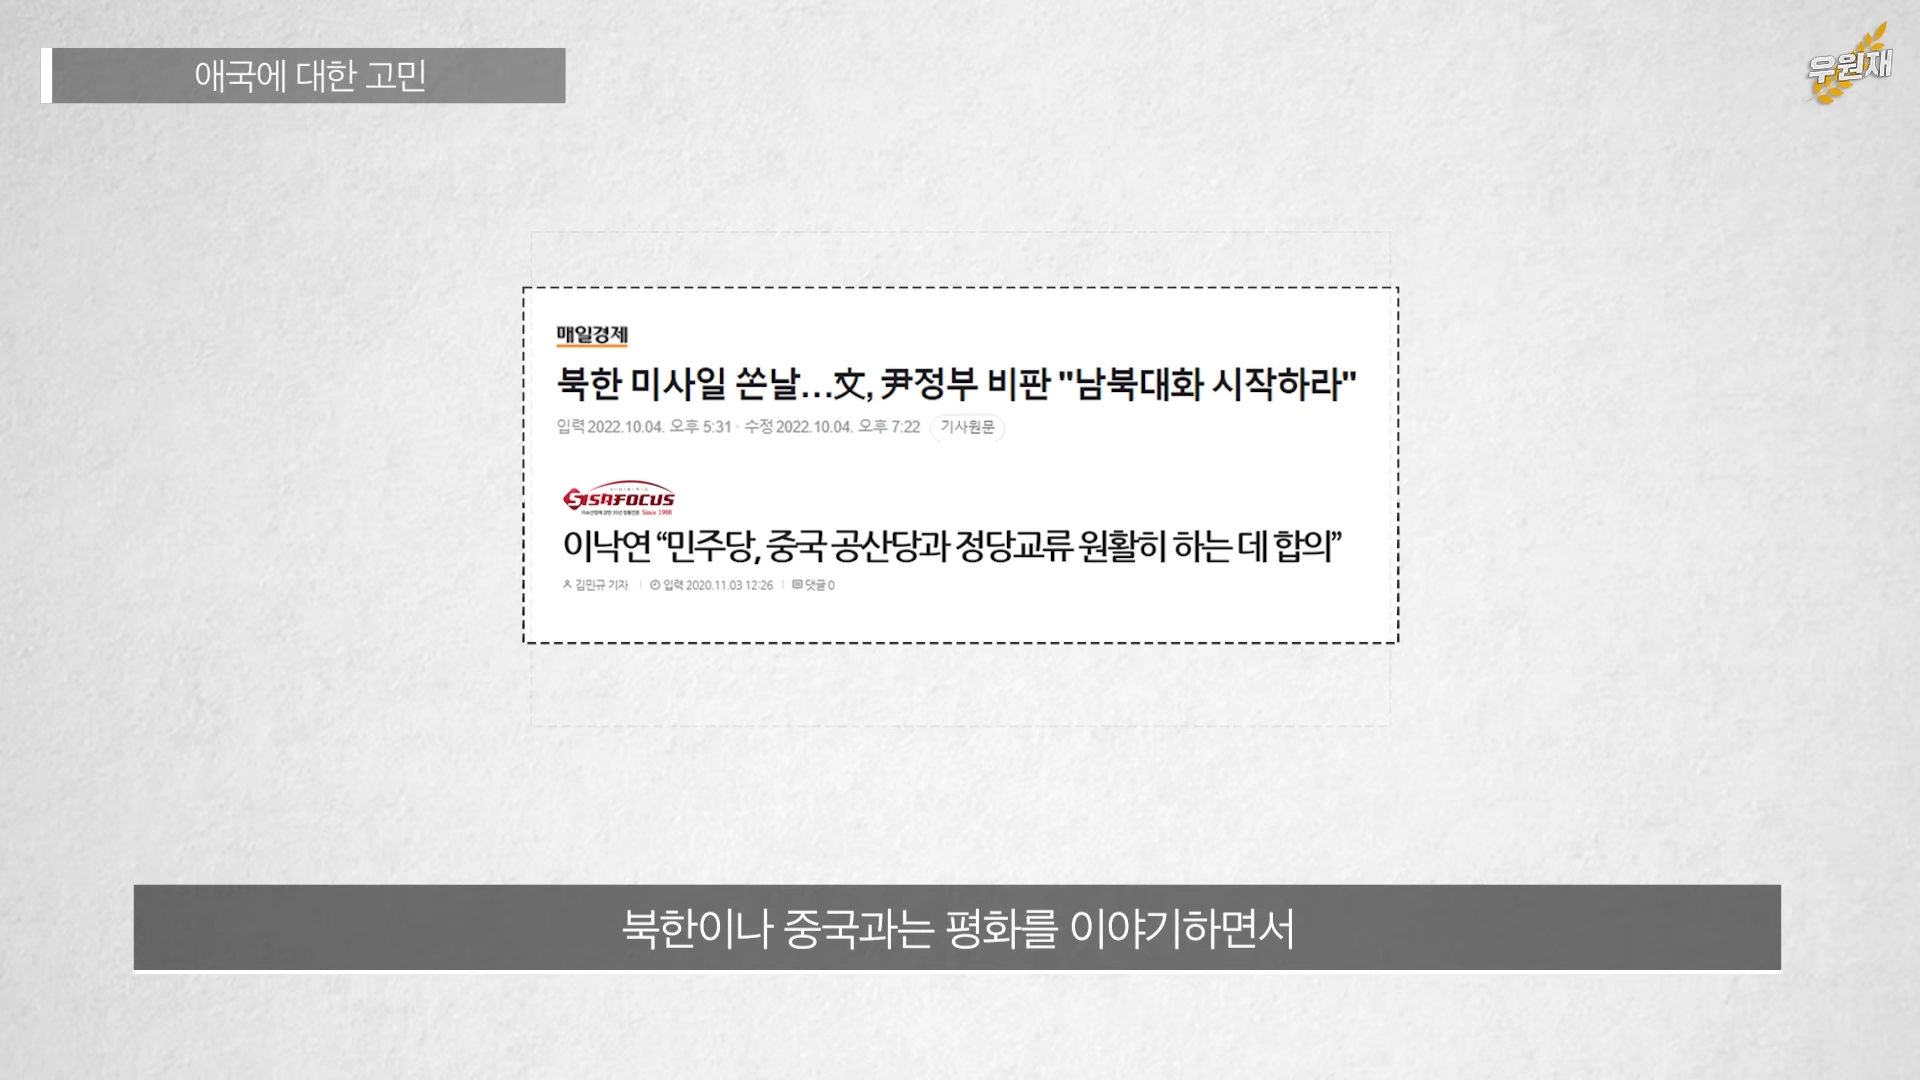 애국에 대한 고민
우원재
매일경제
북한 미사일 쏜날...文, 尹정부 비판 "남북대화 시작하라"
입력 2022.10.04. 오후 5:31 · 수정 2022.10.04. 오후 7:22 기사원문
SISAFOCUS
Since 1988
이낙연 “민주당, 중국 공산당과 정당교류 원활히 하는 데 합의”
김민규 기자 | 입력 2020.11.03 12:26 | 댓글 0
북한이나 중국과는 평화를 이야기하면서